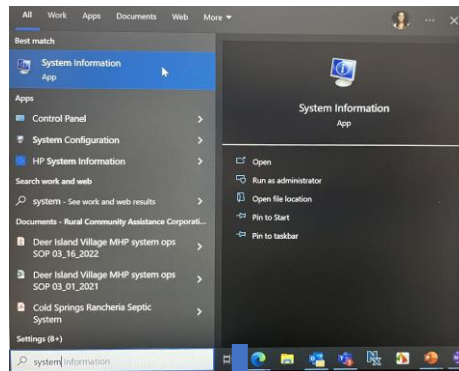 All Work Apps Documents Web More
Best match
System Information
App
Apps
Control Panel
System Configuration
HP System Information
Search work and web
system - See work and web results
Documents - Rural Community Assistance Corporati...
Deer Island Village MHP system ops
SOP 03_16_2022
Deer Island Village MHP system ops
SOP 03_01_2021
Cold Springs Rancheria Septic
System
Settings (8+)
system information
System Information
App
Open
Run as administrator
Open file location
Pin to Start
Pin to taskbar